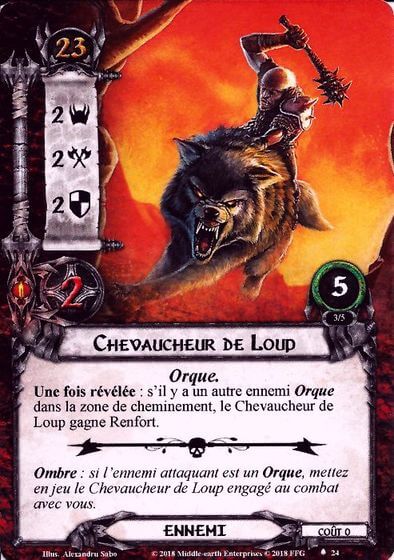 23
2
2
2
2
5
3/5
CHEVAUCHEUR DE LOUP
Orque.
Une fois révélée : s'il y a un autre ennemi Orque
dans la zone de cheminement, le Chevaucheur de
Loup gagne Renfort.
Ombre : si l'ennemi attaquant est un Orque, mettez
en jeu le Chevaucheur de Loup engagé au combat
avec vous.
ENNEMI
COÛT 0
Illus. Alexandru Sabo © 2018 Middle-earth Enterprises © 2018 FFG 24